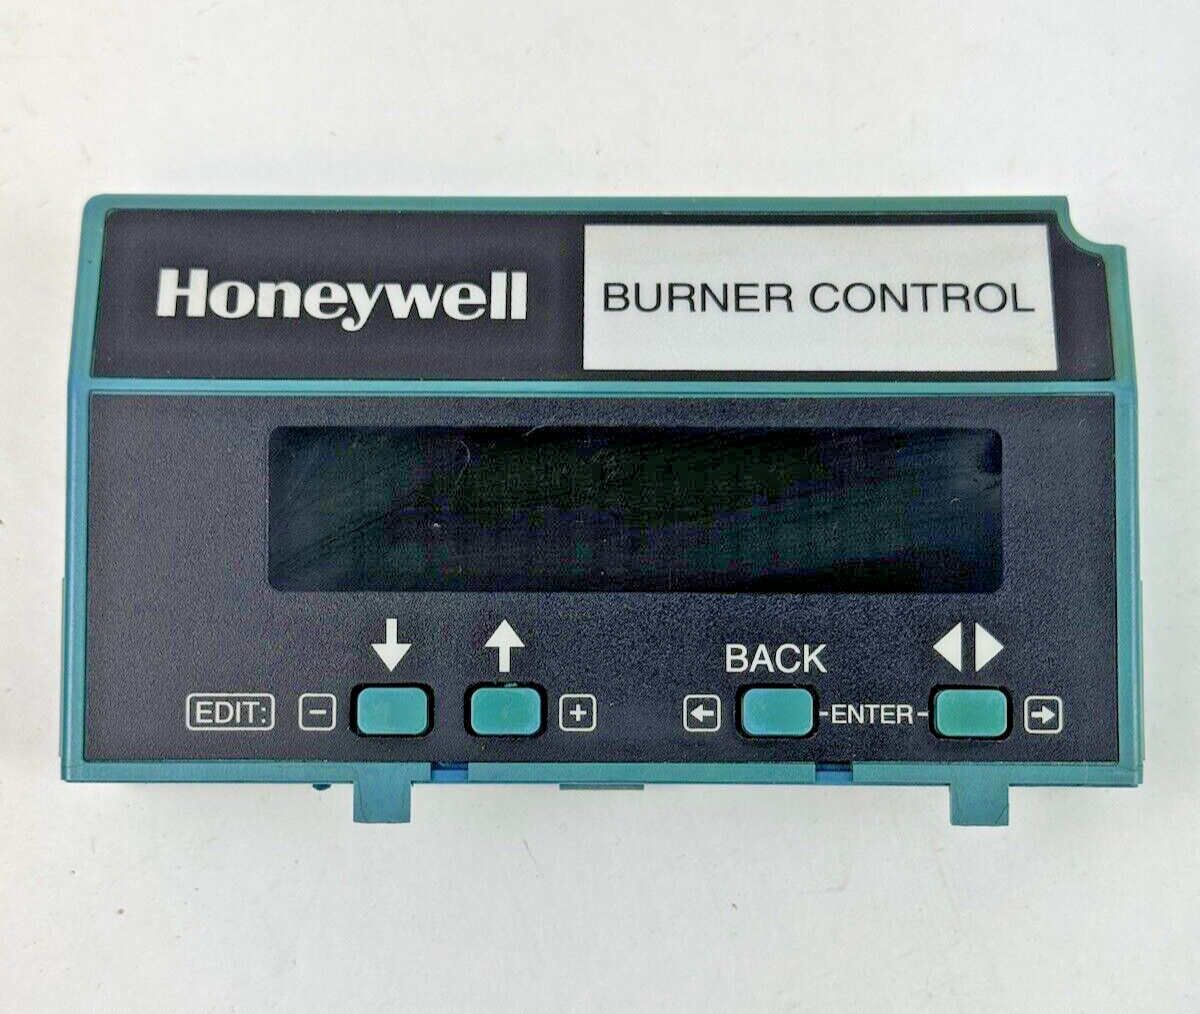 Honeywell
BURNER CONTROL
BACK
EDIT: - + ENTER